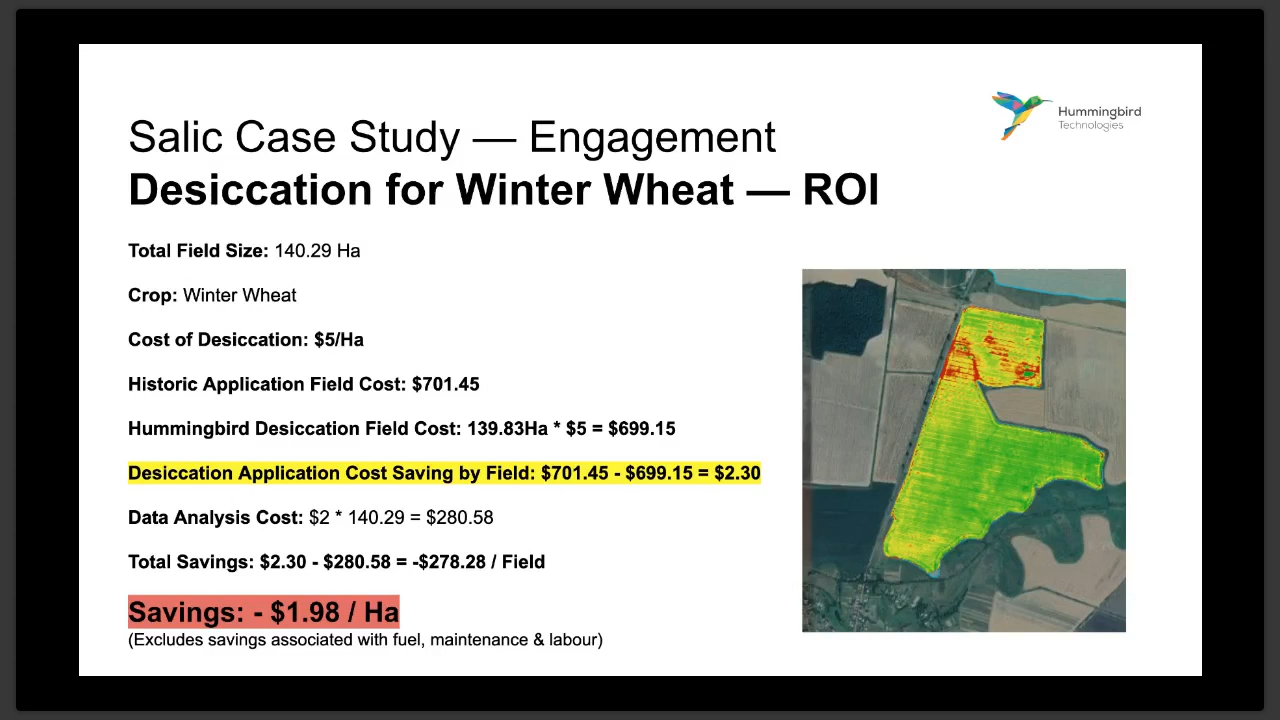 Hummingbird
Technologies
Salic Case Study — Engagement
Desiccation for Winter Wheat — ROI
Total Field Size: 140.29 Ha
Crop: Winter Wheat
Cost of Desiccation: $5/Ha
Historic Application Field Cost: $701.45
Hummingbird Desiccation Field Cost: 139.83Ha * $5 = $699.15
Desiccation Application Cost Saving by Field: $701.45 - $699.15 = $2.30
Data Analysis Cost: $2 * 140.29 = $280.58
Total Savings: $2.30 - $280.58 = -$278.28 / Field
Savings: - $1.98 / Ha
(Excludes savings associated with fuel, maintenance & labour)